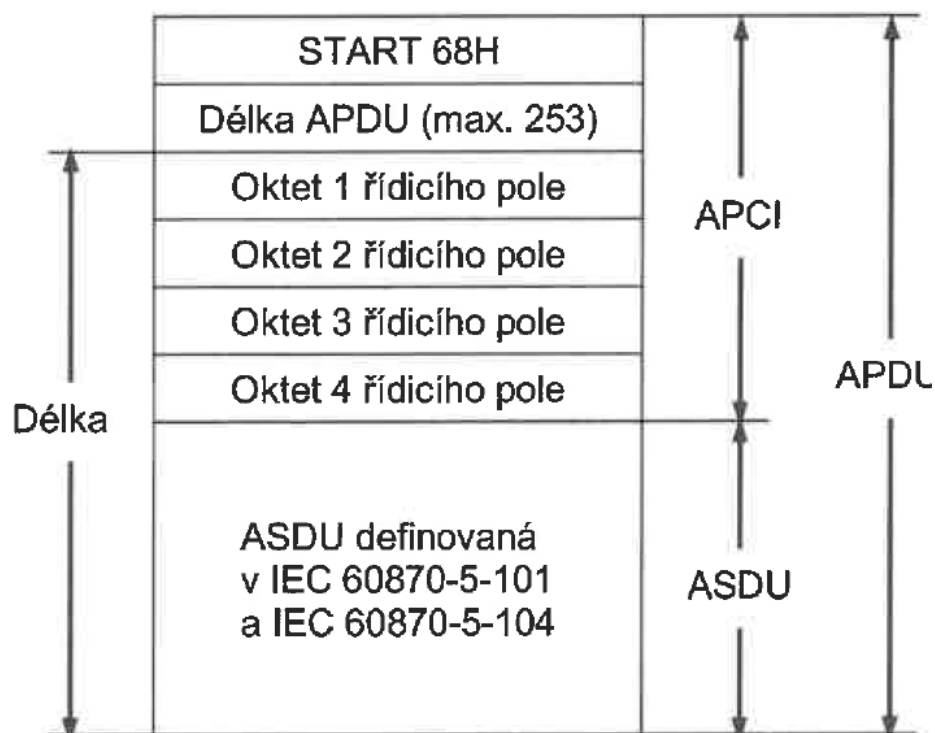 START 68H
Délka APDU (max. 253)
Oktet 1 řídicího pole
Oktet 2 řídicího pole
Oktet 3 řídicího pole
Oktet 4 řídicího pole
ASDU definovaná
v IEC 60870-5-101
a IEC 60870-5-104
Délka
APCI
ASDU
APDU